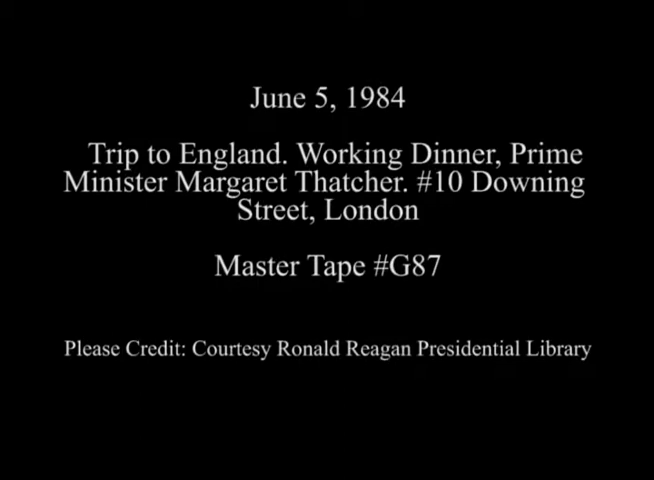 June 5, 1984
Trip to England. Working Dinner, Prime
Minister Margaret Thatcher. #10 Downing
Street, London
Master Tape #G87
Please Credit: Courtesy Ronald Reagan Presidential Library